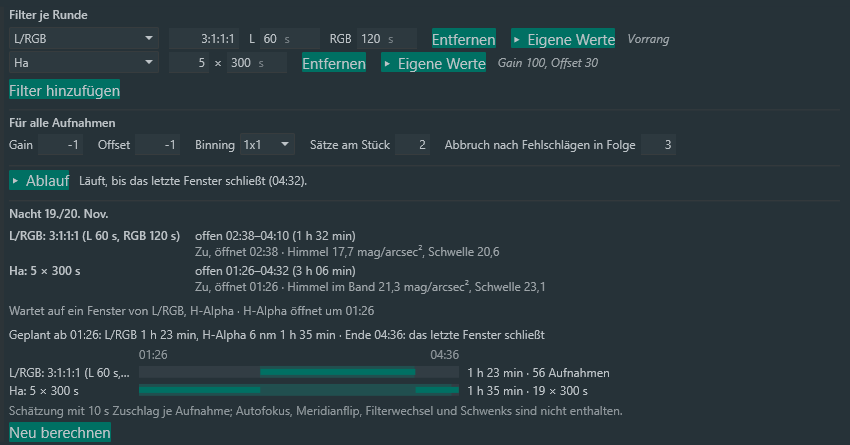 Filter je Runde
L/RGB 3:1:1:1 L 60 s RGB 120 s Entfernen ▸ Eigene Werte Vorrang
Ha 5 × 300 s Entfernen ▸ Eigene Werte Gain 100, Offset 30
Filter hinzufügen
Für alle Aufnahmen
Gain -1 Offset -1 Binning 1x1 Sätze am Stück 2 Abbruch nach Fehlschlägen in Folge 3
▸ Ablauf Läuft, bis das letzte Fenster schließt (04:32).
Nacht 19./20. Nov.
L/RGB: 3:1:1:1 (L 60 s, RGB 120 s) offen 02:38–04:10 (1 h 32 min)
Zu, öffnet 02:38 · Himmel 17,7 mag/arcsec², Schwelle 20,6
Ha: 5 × 300 s offen 01:26–04:32 (3 h 06 min)
Zu, öffnet 01:26 · Himmel im Band 21,3 mag/arcsec², Schwelle 23,1
Wartet auf ein Fenster von L/RGB, H-Alpha · H-Alpha öffnet um 01:26
Geplant ab 01:26: L/RGB 1 h 23 min, H-Alpha 6 nm 1 h 35 min · Ende 04:36: das letzte Fenster schließt
01:26 04:36
L/RGB: 3:1:1:1 (L 60 s,... 1 h 23 min · 56 Aufnahmen
Ha: 5 × 300 s 1 h 35 min · 19 × 300 s
Schätzung mit 10 s Zuschlag je Aufnahme; Autofokus, Meridianflip, Filterwechsel und Schwenks sind nicht enthalten.
Neu berechnen